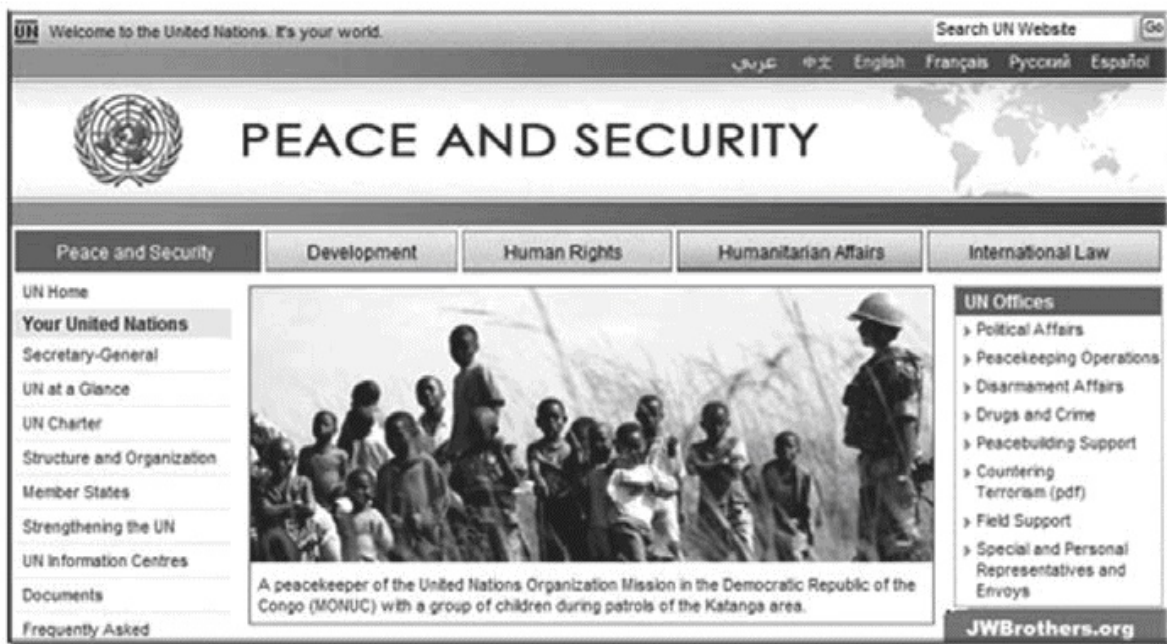 UN Welcome to the United Nations. It's your world.
Search UN Website Go
عربي 中文 English Français Русский Español
PEACE AND SECURITY
Peace and Security
Development
Human Rights
Humanitarian Affairs
International Law
UN Home
Your United Nations
Secretary-General
UN at a Glance
UN Charter
Structure and Organization
Member States
Strengthening the UN
UN Information Centres
Documents
Frequently Asked
A peacekeeper of the United Nations Organization Mission in the Democratic Republic of the
Congo (MONUC) with a group of children during patrols of the Katanga area.
UN Offices
Political Affairs
Peacekeeping Operations
Disarmament Affairs
Drugs and Crime
Peacebuilding Support
Countering
Terrorism (pdf)
Field Support
Special and Personal
Representatives and
Envoys
JWBrothers.org